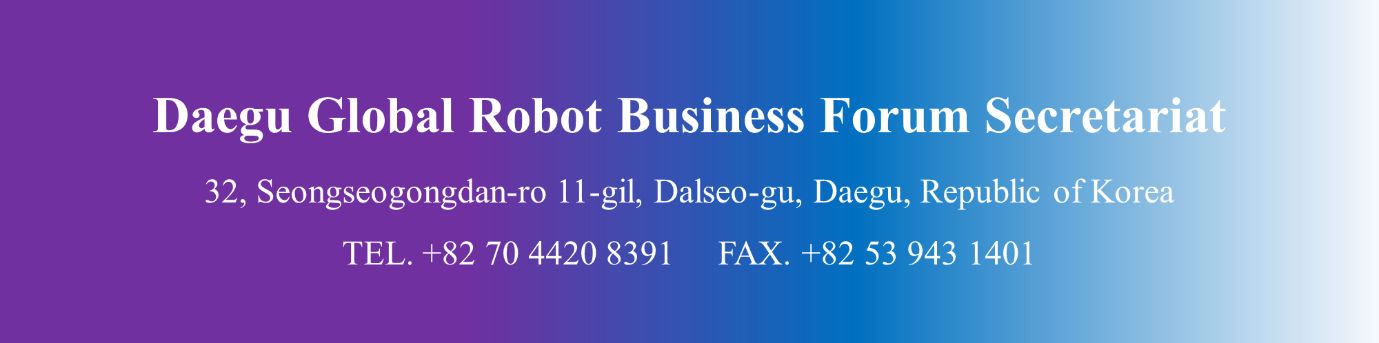 Daegu Global Robot Business Forum Secretariat
32, Seongseogongdan-ro 11-gil, Dalseo-gu, Daegu, Republic of Korea
TEL. +82 70 4420 8391 FAX. +82 53 943 1401